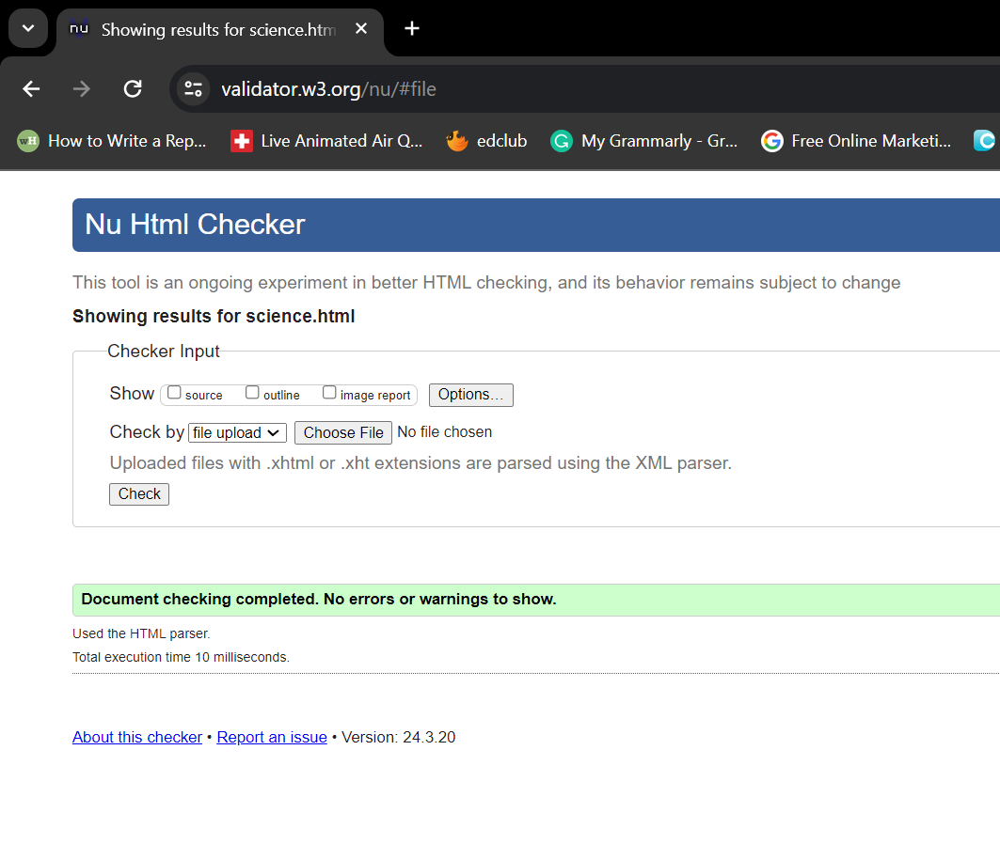 nu Showing results for science.htm
validator.w3.org/nu/#file
wH How to Write a Rep... Live Animated Air Q... edclub G My Grammarly - Gr... G Free Online Marketi... C
Nu Html Checker
This tool is an ongoing experiment in better HTML checking, and its behavior remains subject to change
Showing results for science.html
Checker Input
Show source outline image report Options...
Check by file upload Choose File No file chosen
Uploaded files with .xhtml or .xht extensions are parsed using the XML parser.
Check
Document checking completed. No errors or warnings to show.
Used the HTML parser.
Total execution time 10 milliseconds.
About this checker • Report an issue • Version: 24.3.20